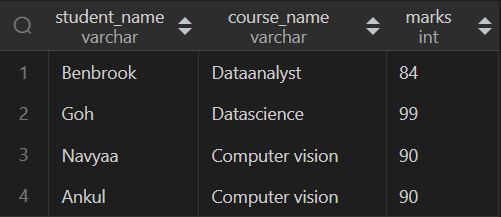 student_name course_name marks
varchar varchar int
1 Benbrook Dataanalyst 84
2 Goh Datascience 99
3 Navyaa Computer vision 90
4 Ankul Computer vision 90